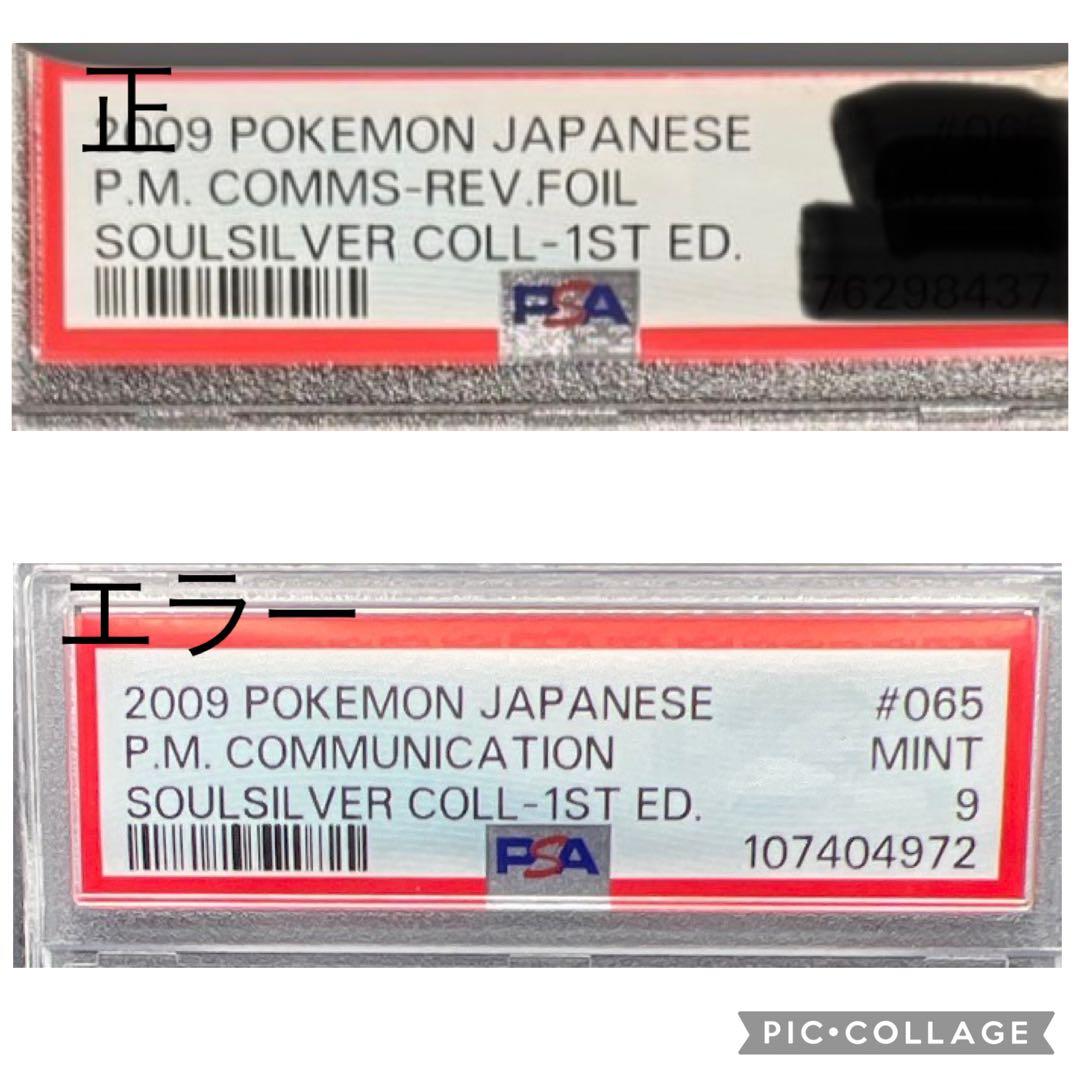 正
2009 POKEMON JAPANESE
P.M. COMMS-REV.FOIL
SOULSILVER COLL-1ST ED.
PSA
76298437
エラー
2009 POKEMON JAPANESE #065
P.M. COMMUNICATION MINT
SOULSILVER COLL-1ST ED. 9
PSA 107404972
PIC•COLLAGE